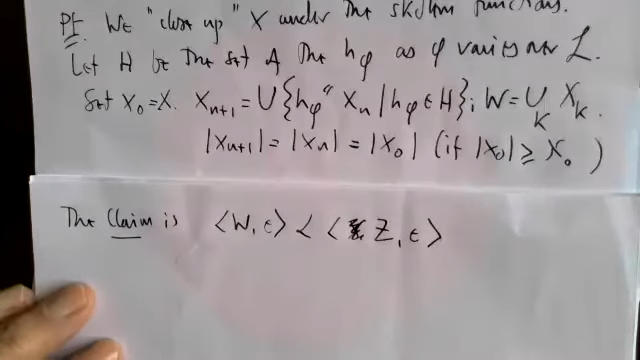 Pf. We "close up" X under the skolem functions.
Let H be the set of the hφ as φ varies over L.
Set X₀=X. Xₙ₊₁ = ∪{hφ"Xₙ | hφ ∈ H}; W = ∪ₖ Xₖ.
|Xₙ₊₁| = |Xₙ| = |X₀| (if |X₀| ≥ ℵ₀)
The Claim is ⟨W, ∈⟩ ≺ ⟨Z, ∈⟩